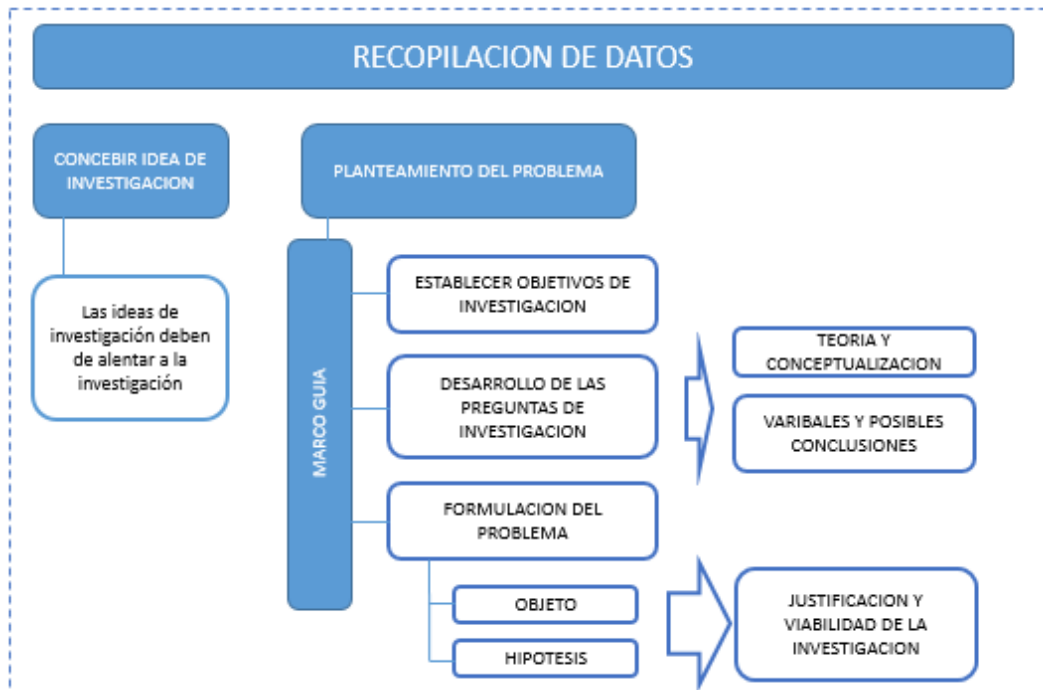 RECOPILACION DE DATOS
CONCEBIR IDEA DE
INVESTIGACION
Las ideas de
investigación deben
de alentar a la
investigación
PLANTEAMIENTO DEL PROBLEMA
MARCO GUIA
ESTABLECER OBJETIVOS DE
INVESTIGACION
DESARROLLO DE LAS
PREGUNTAS DE
INVESTIGACION
TEORIA Y
CONCEPTUALIZACION
VARIBALES Y POSIBLES
CONCLUSIONES
FORMULACION DEL
PROBLEMA
OBJETO
HIPOTESIS
JUSTIFICACION Y
VIABILIDAD DE LA
INVESTIGACION